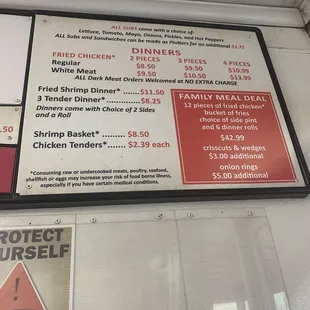 ALL SUBS come with a choice of:
Lettuce, Tomato, Mayo, Onions, Pickles, and Hot Peppers
ALL Subs and Sandwiches can be made as Platters for an additional $1.75
DINNERS
FRIED CHICKEN* 2 PIECES 3 PIECES 4 PIECES
Regular $8.50 $9.50 $10.99
White Meat $9.50 $10.50 $13.99
ALL Dark Meat Orders Welcomed at NO EXTRA CHARGE
Fried Shrimp Dinner* $11.50
3 Tender Dinner* $8.25
Dinners come with Choice of 2 Sides
and a Roll
Shrimp Basket* $8.50
Chicken Tenders* $2.39 each
FAMILY MEAL DEAL
12 pieces of fried chicken*
bucket of fries
choice of side pint
and 6 dinner rolls
$42.99
crisscuts & wedges
$3.00 additional
onion rings
$5.00 additional
*Consuming raw or undercooked meats, poultry, seafood,
shellfish or eggs may increase your risk of food borne illness,
especially if you have certain medical conditions.
.50
PROTECT
YOURSELF